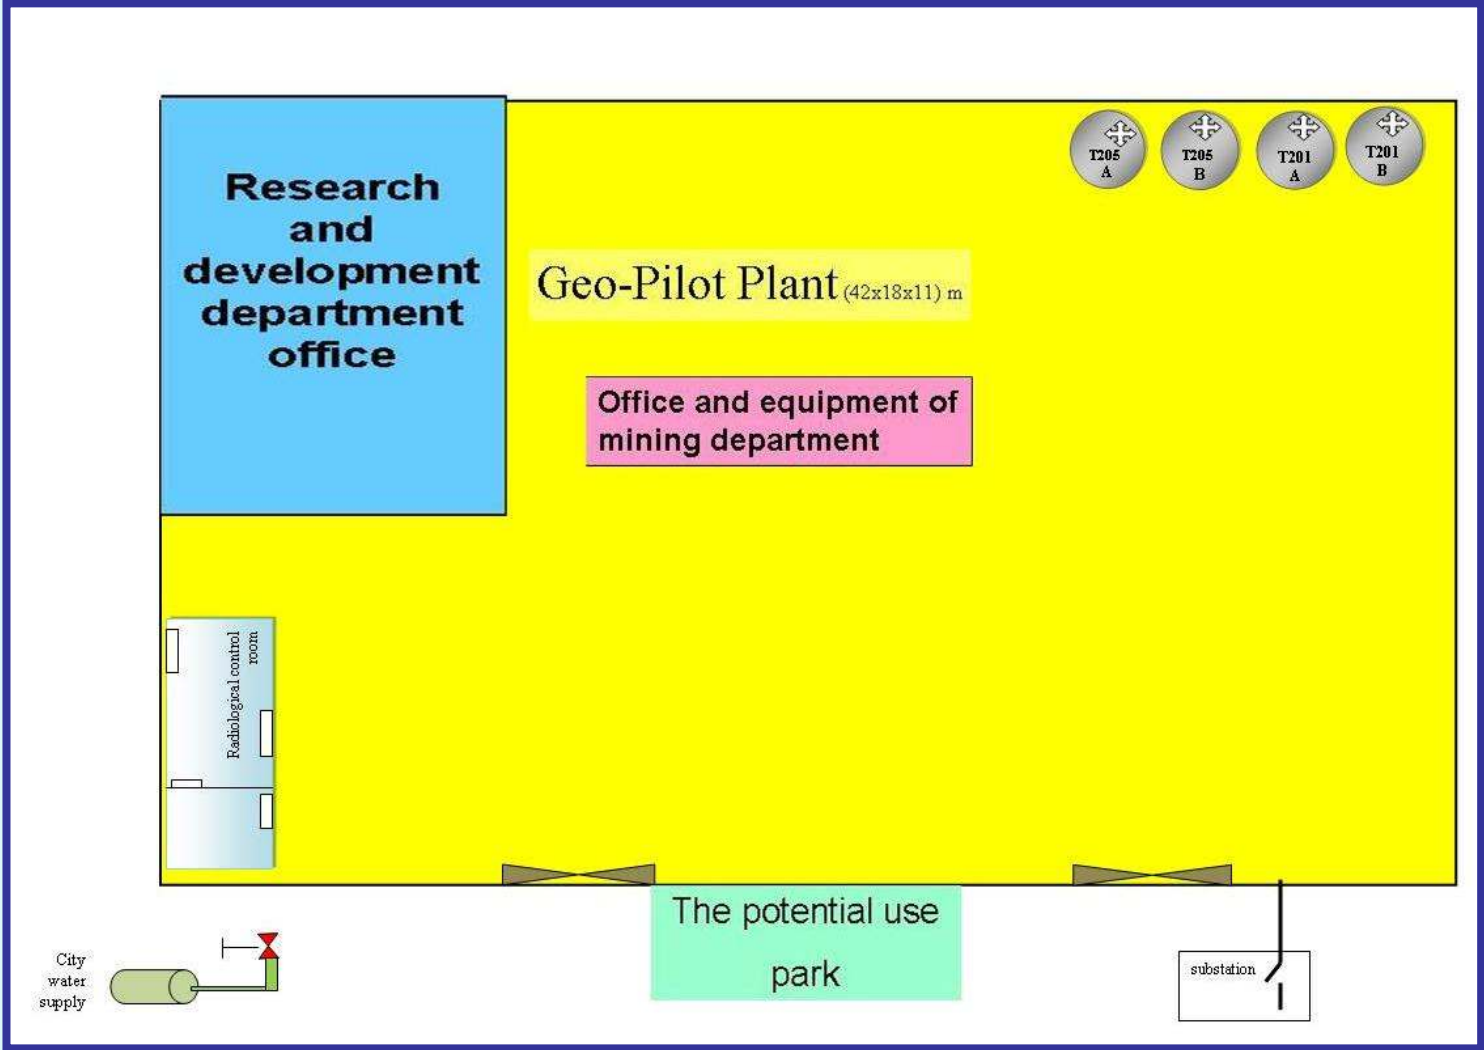 Research
and
development
department
office
T205
A
T205
B
T201
A
T201
B
Geo-Pilot Plant (42x18x11) m
Office and equipment of
mining department
Radiological control
room
The potential use
park
City
water
supply
substation